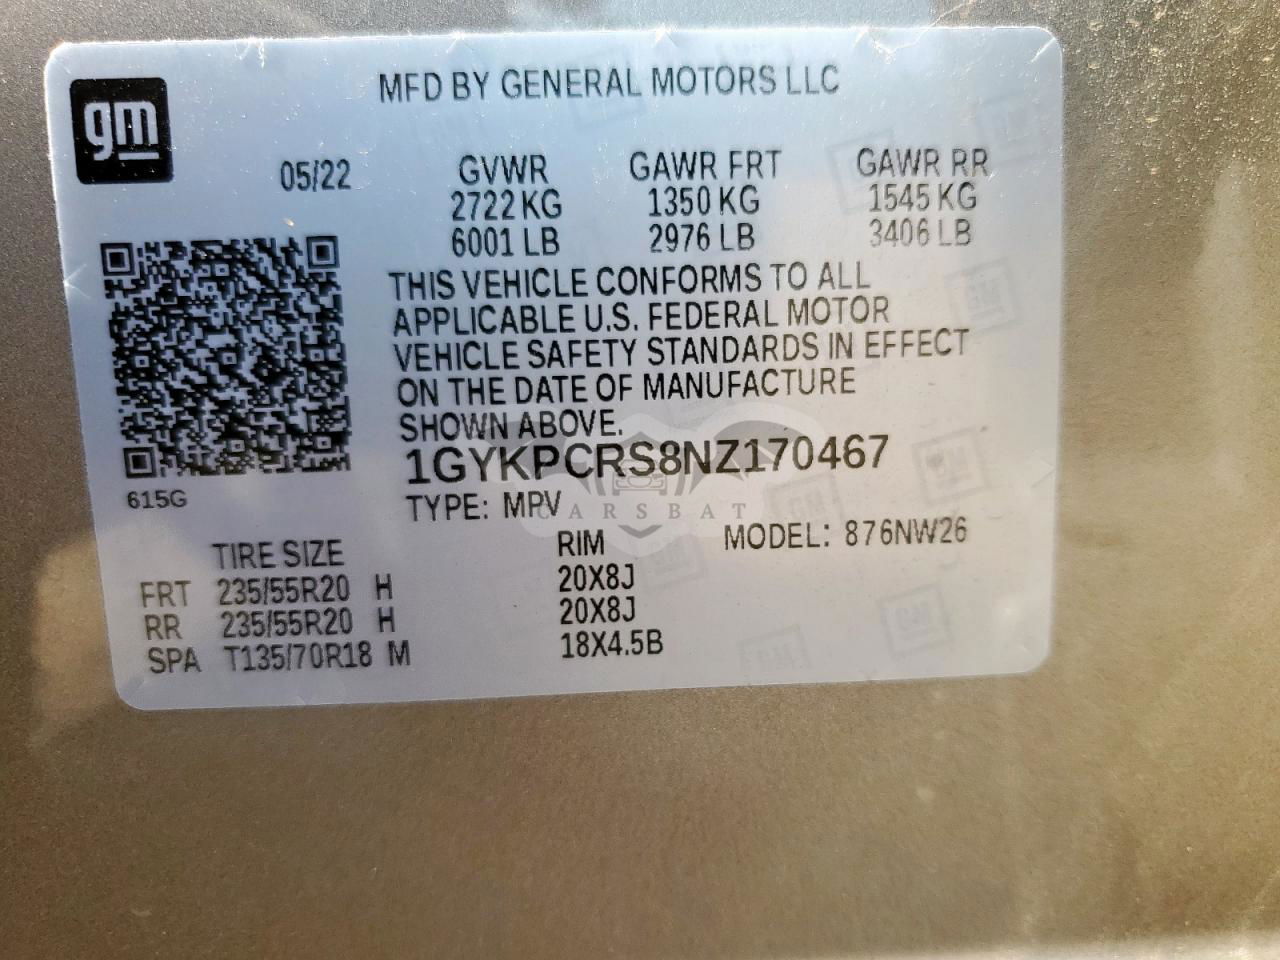 MFD BY GENERAL MOTORS LLC
gm
05/22 GVWR GAWR FRT GAWR RR
2722 KG 1350 KG 1545 KG
6001 LB 2976 LB 3406 LB
THIS VEHICLE CONFORMS TO ALL
APPLICABLE U.S. FEDERAL MOTOR
VEHICLE SAFETY STANDARDS IN EFFECT
ON THE DATE OF MANUFACTURE
SHOWN ABOVE.
1GYKPCRS8NZ170467
615G
TYPE: MPV
CARSBAT
MODEL: 876NW26
TIRE SIZE RIM
FRT 235/55R20 H 20X8J
RR 235/55R20 H 20X8J
SPA T135/70R18 M 18X4.5B